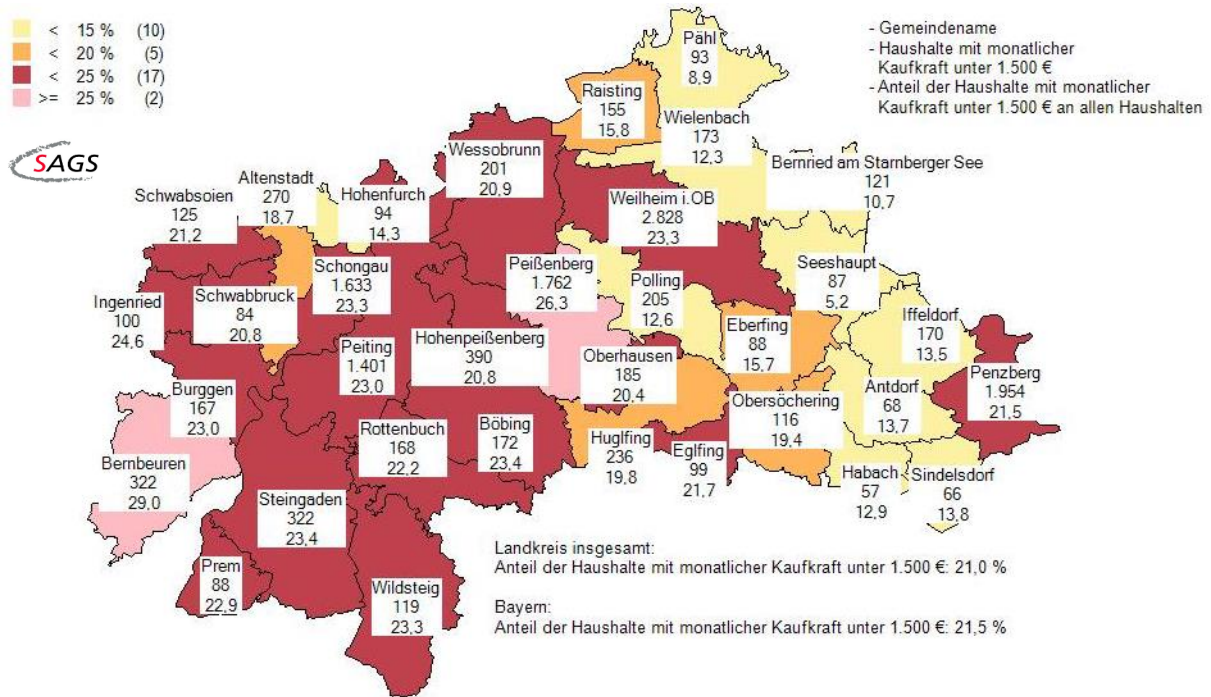 < 15 % (10)
< 20 % (5)
< 25 % (17)
>= 25 % (2)
SAGS
- Gemeindename
- Haushalte mit monatlicher
Kaufkraft unter 1.500 €
- Anteil der Haushalte mit monatlicher
Kaufkraft unter 1.500 € an allen Haushalten
Pähl
93
8,9
Raisting
155
15,8
Wielenbach
173
12,3
Wessobrunn
201
20,9
Bernried am Starnberger See
121
10,7
Altenstadt
270
18,7
Schwabsoien
125
21,2
Hohenfurch
94
14,3
Weilheim i.OB
2.828
23,3
Schongau
1.633
23,3
Peißenberg
1.762
26,3
Polling
205
12,6
Seeshaupt
87
5,2
Ingenried
100
24,6
Schwabbruck
84
20,8
Iffeldorf
170
13,5
Eberfing
88
15,7
Peiting
1.401
23,0
Hohenpeißenberg
390
20,8
Oberhausen
185
20,4
Penzberg
1.954
21,5
Burggen
167
23,0
Antdorf
68
13,7
Obersöchering
116
19,4
Rottenbuch
168
22,2
Böbing
172
23,4
Huglfing
236
19,8
Eglfing
99
21,7
Bernbeuren
322
29,0
Habach
57
12,9
Sindelsdorf
66
13,8
Steingaden
322
23,4
Prem
88
22,9
Wildsteig
119
23,3
Landkreis insgesamt:
Anteil der Haushalte mit monatlicher Kaufkraft unter 1.500 €: 21,0 %
Bayern:
Anteil der Haushalte mit monatlicher Kaufkraft unter 1.500 €: 21,5 %